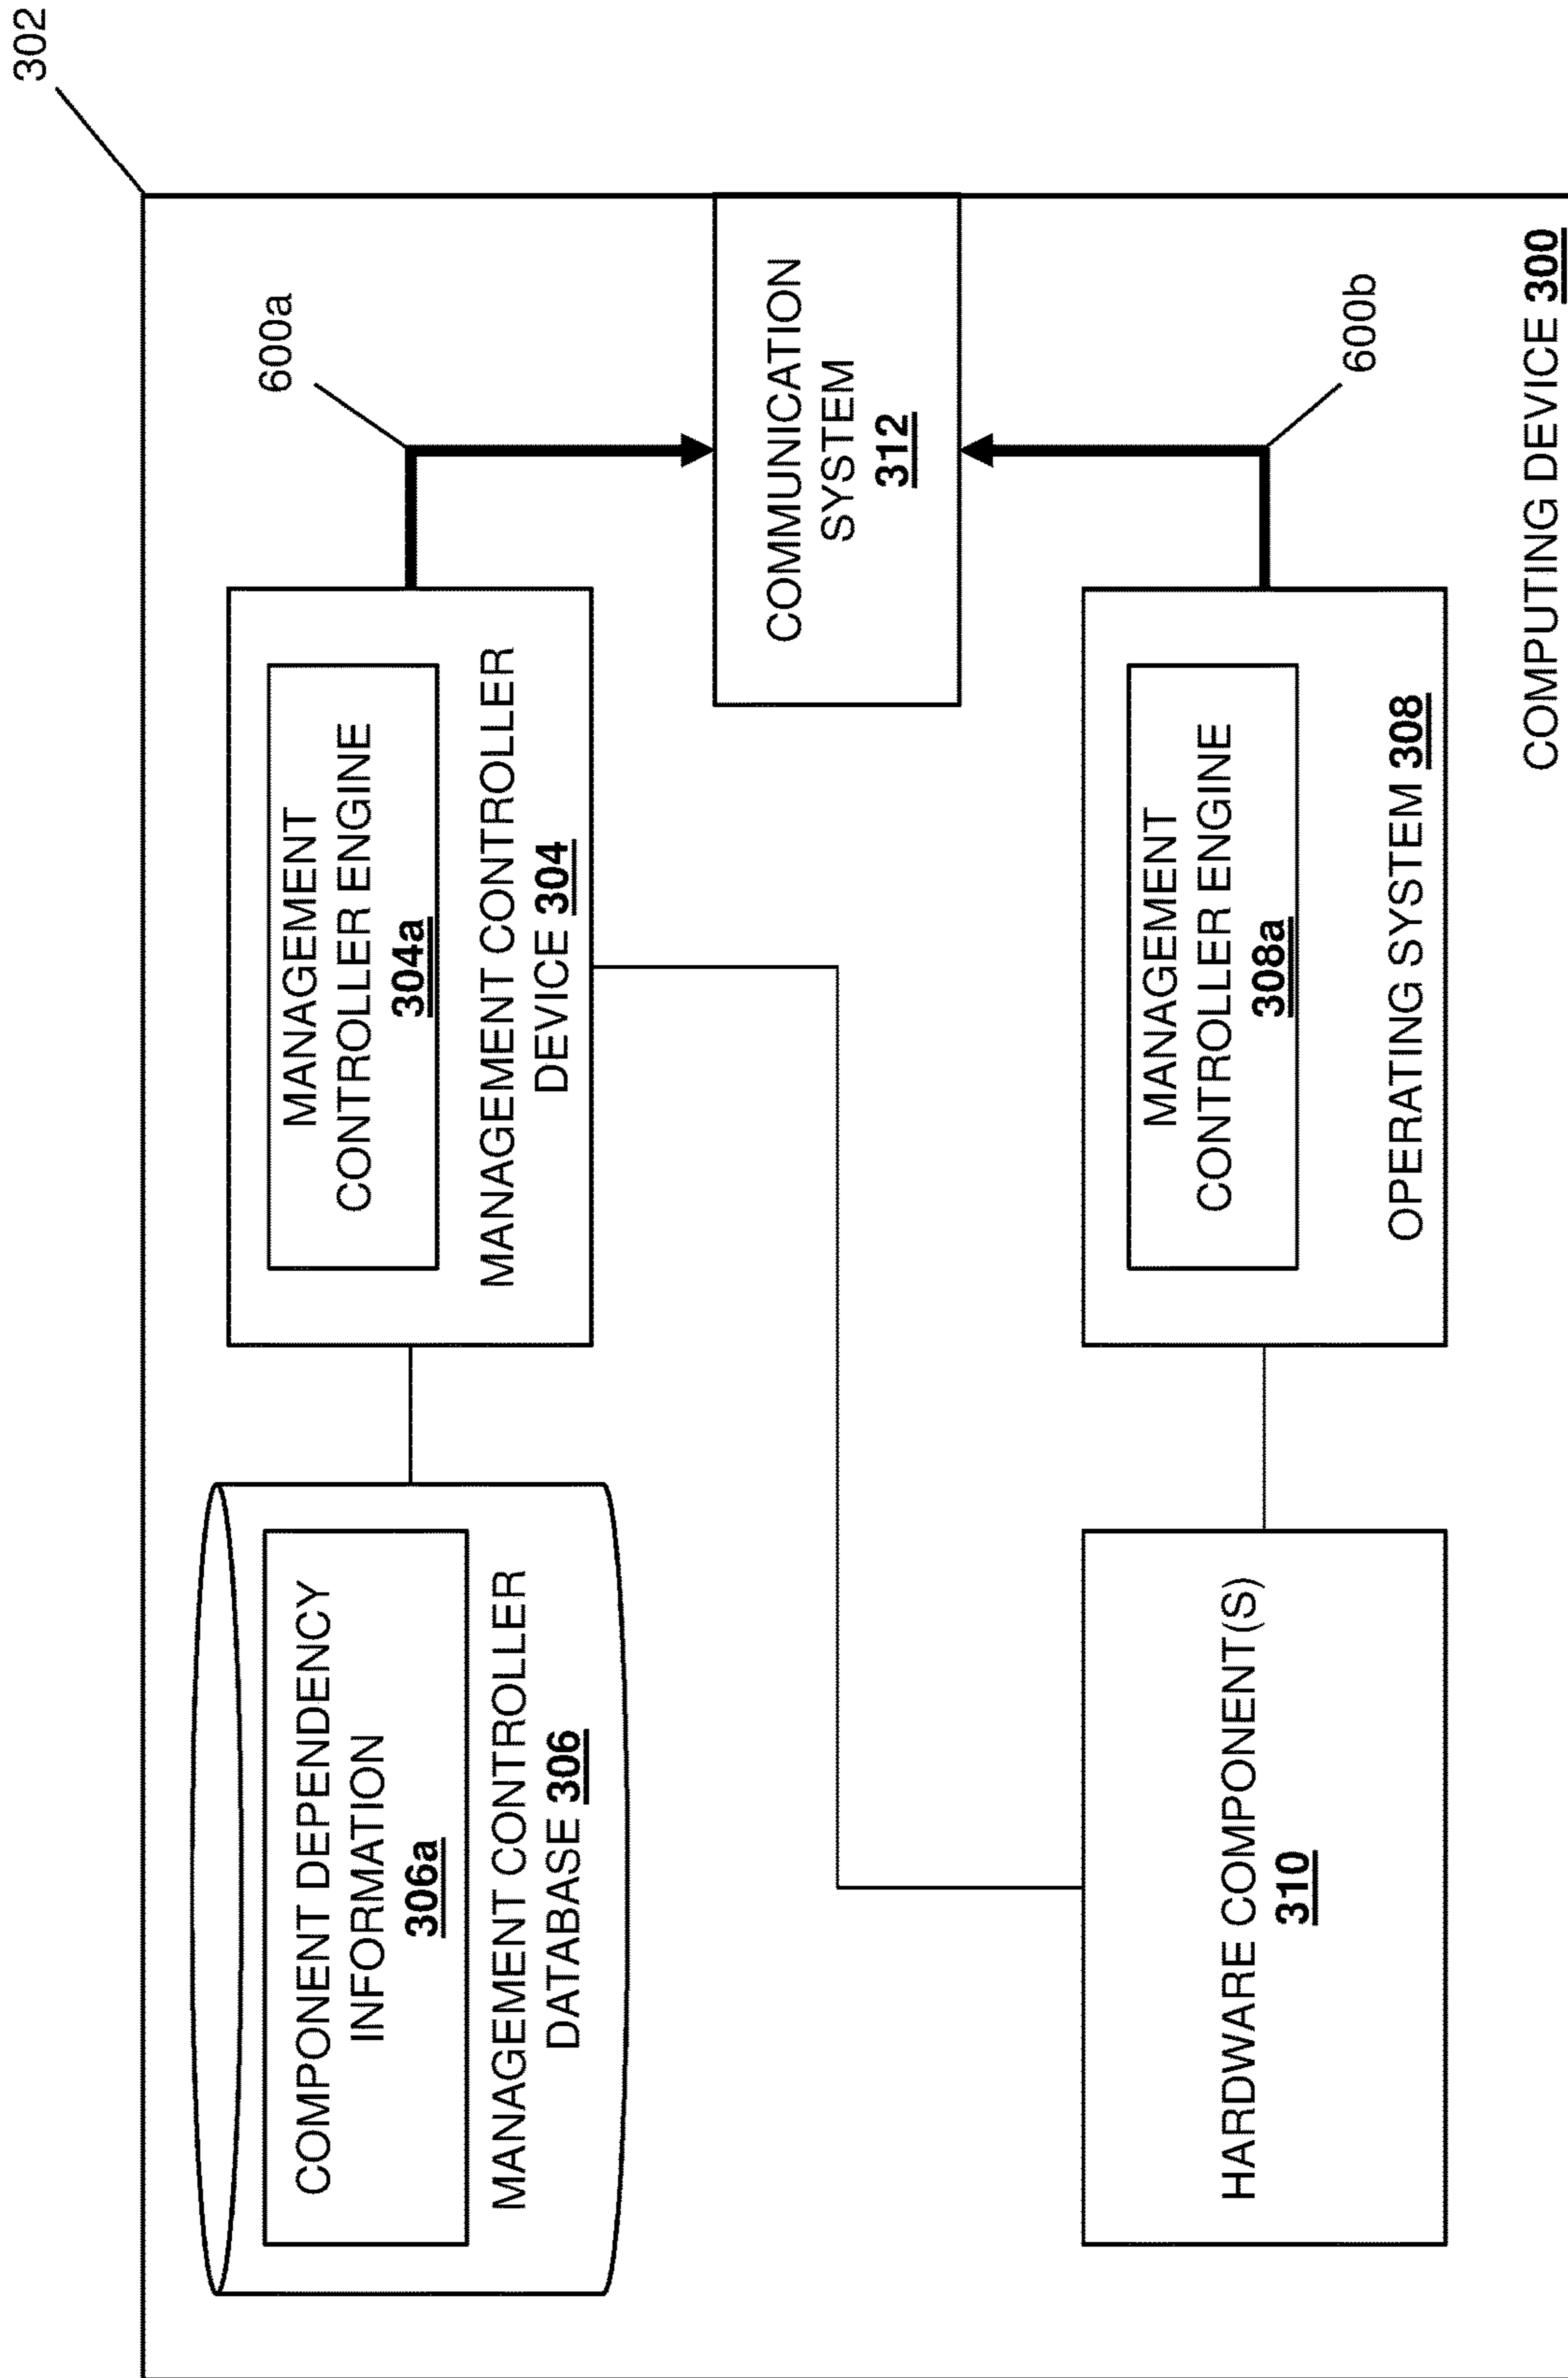 302
COMPONENT DEPENDENCY
INFORMATION
306a
MANAGEMENT CONTROLLER
DATABASE 306
MANAGEMENT
CONTROLLER ENGINE
304a
MANAGEMENT CONTROLLER
DEVICE 304
600a
COMMUNICATION
SYSTEM
312
HARDWARE COMPONENT(S)
310
MANAGEMENT
CONTROLLER ENGINE
308a
OPERATING SYSTEM 308
600b
COMPUTING DEVICE 300